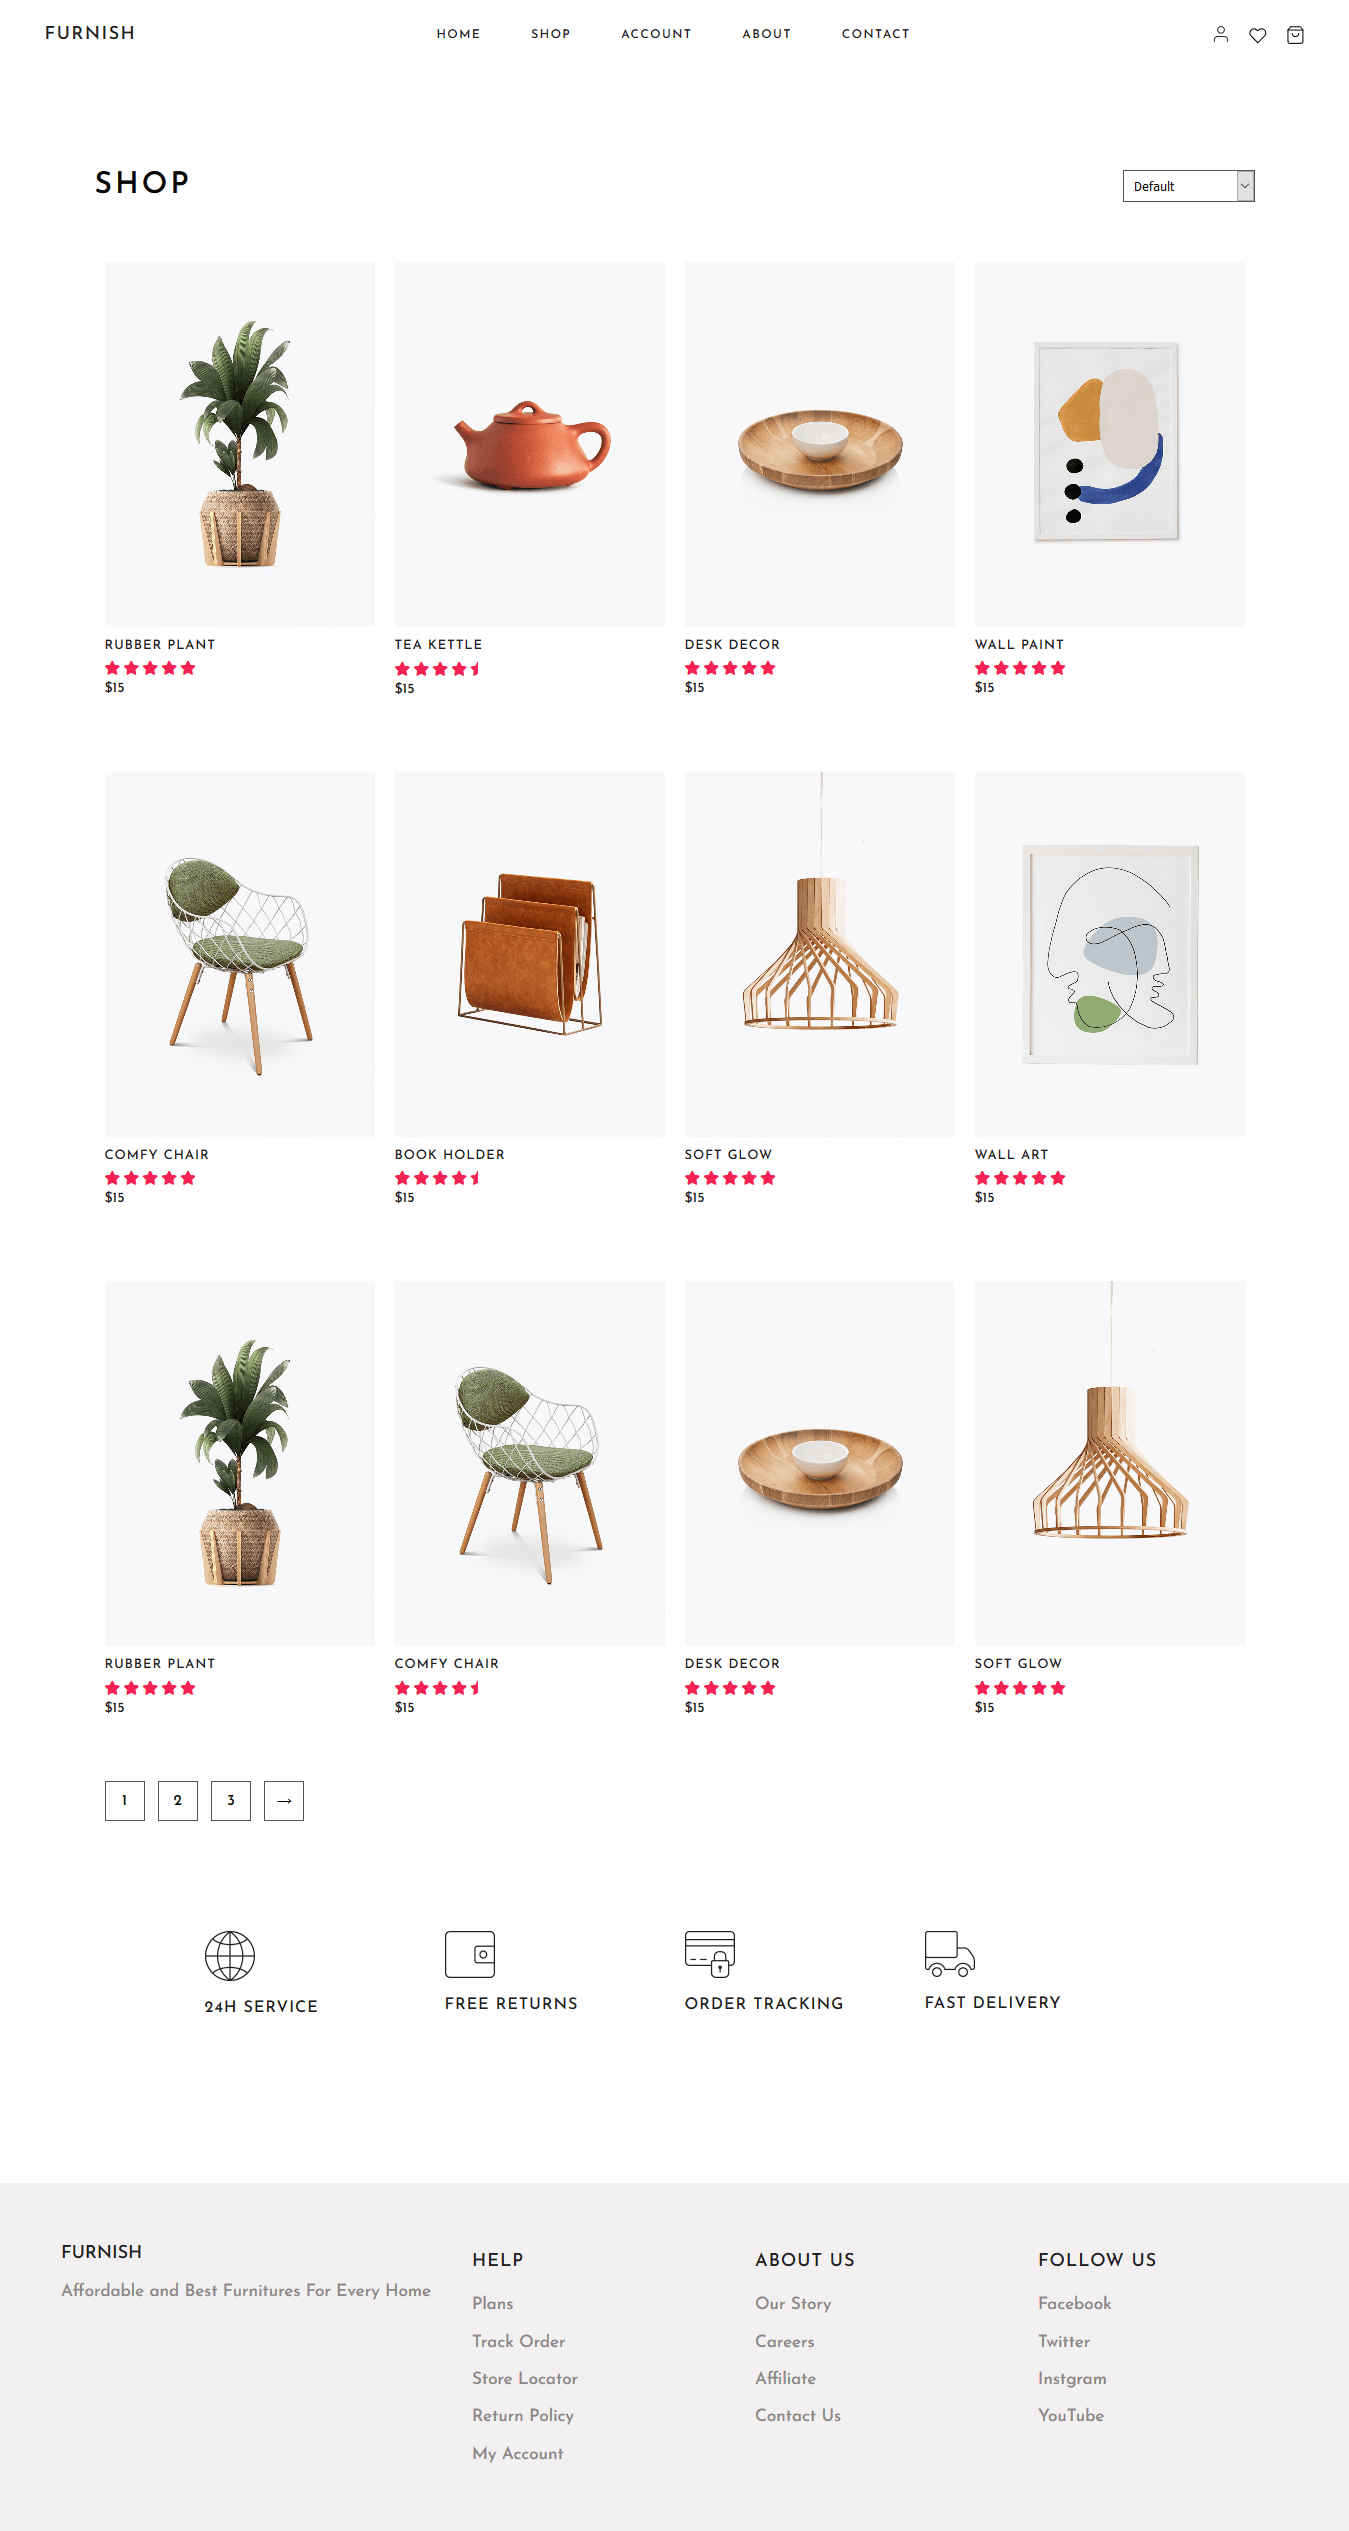 FURNISH HOME SHOP ACCOUNT ABOUT CONTACT
SHOP Default
RUBBER PLANT TEA KETTLE DESK DECOR WALL PAINT
$15 $15 $15 $15
COMFY CHAIR BOOK HOLDER SOFT GLOW WALL ART
$15 $15 $15 $15
RUBBER PLANT COMFY CHAIR DESK DECOR SOFT GLOW
$15 $15 $15 $15
1 2 3 →
24H SERVICE FREE RETURNS ORDER TRACKING FAST DELIVERY
FURNISH
Affordable and Best Furnitures For Every Home
HELP
Plans
Track Order
Store Locator
Return Policy
My Account
ABOUT US
Our Story
Careers
Affiliate
Contact Us
FOLLOW US
Facebook
Twitter
Instgram
YouTube